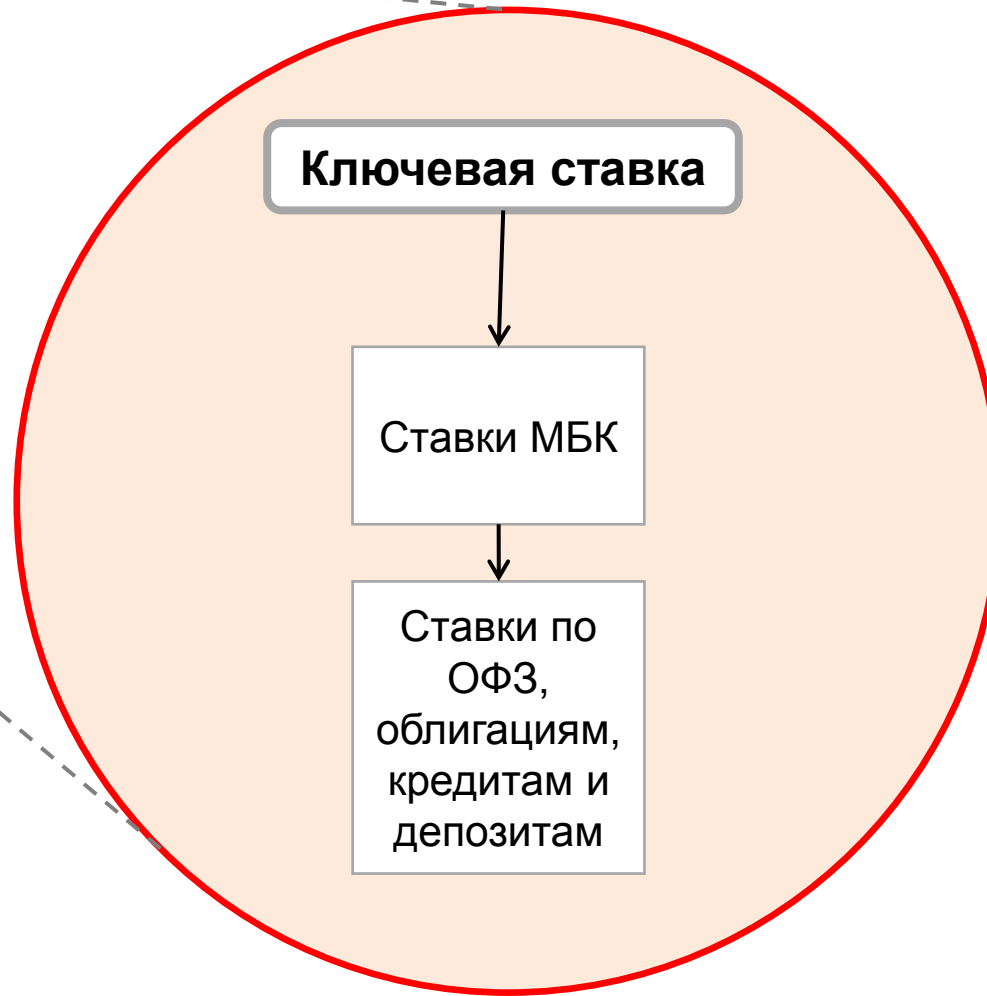 Ключевая ставка
Ставки МБК
Ставки по
ОФЗ,
облигациям,
кредитам и
депозитам